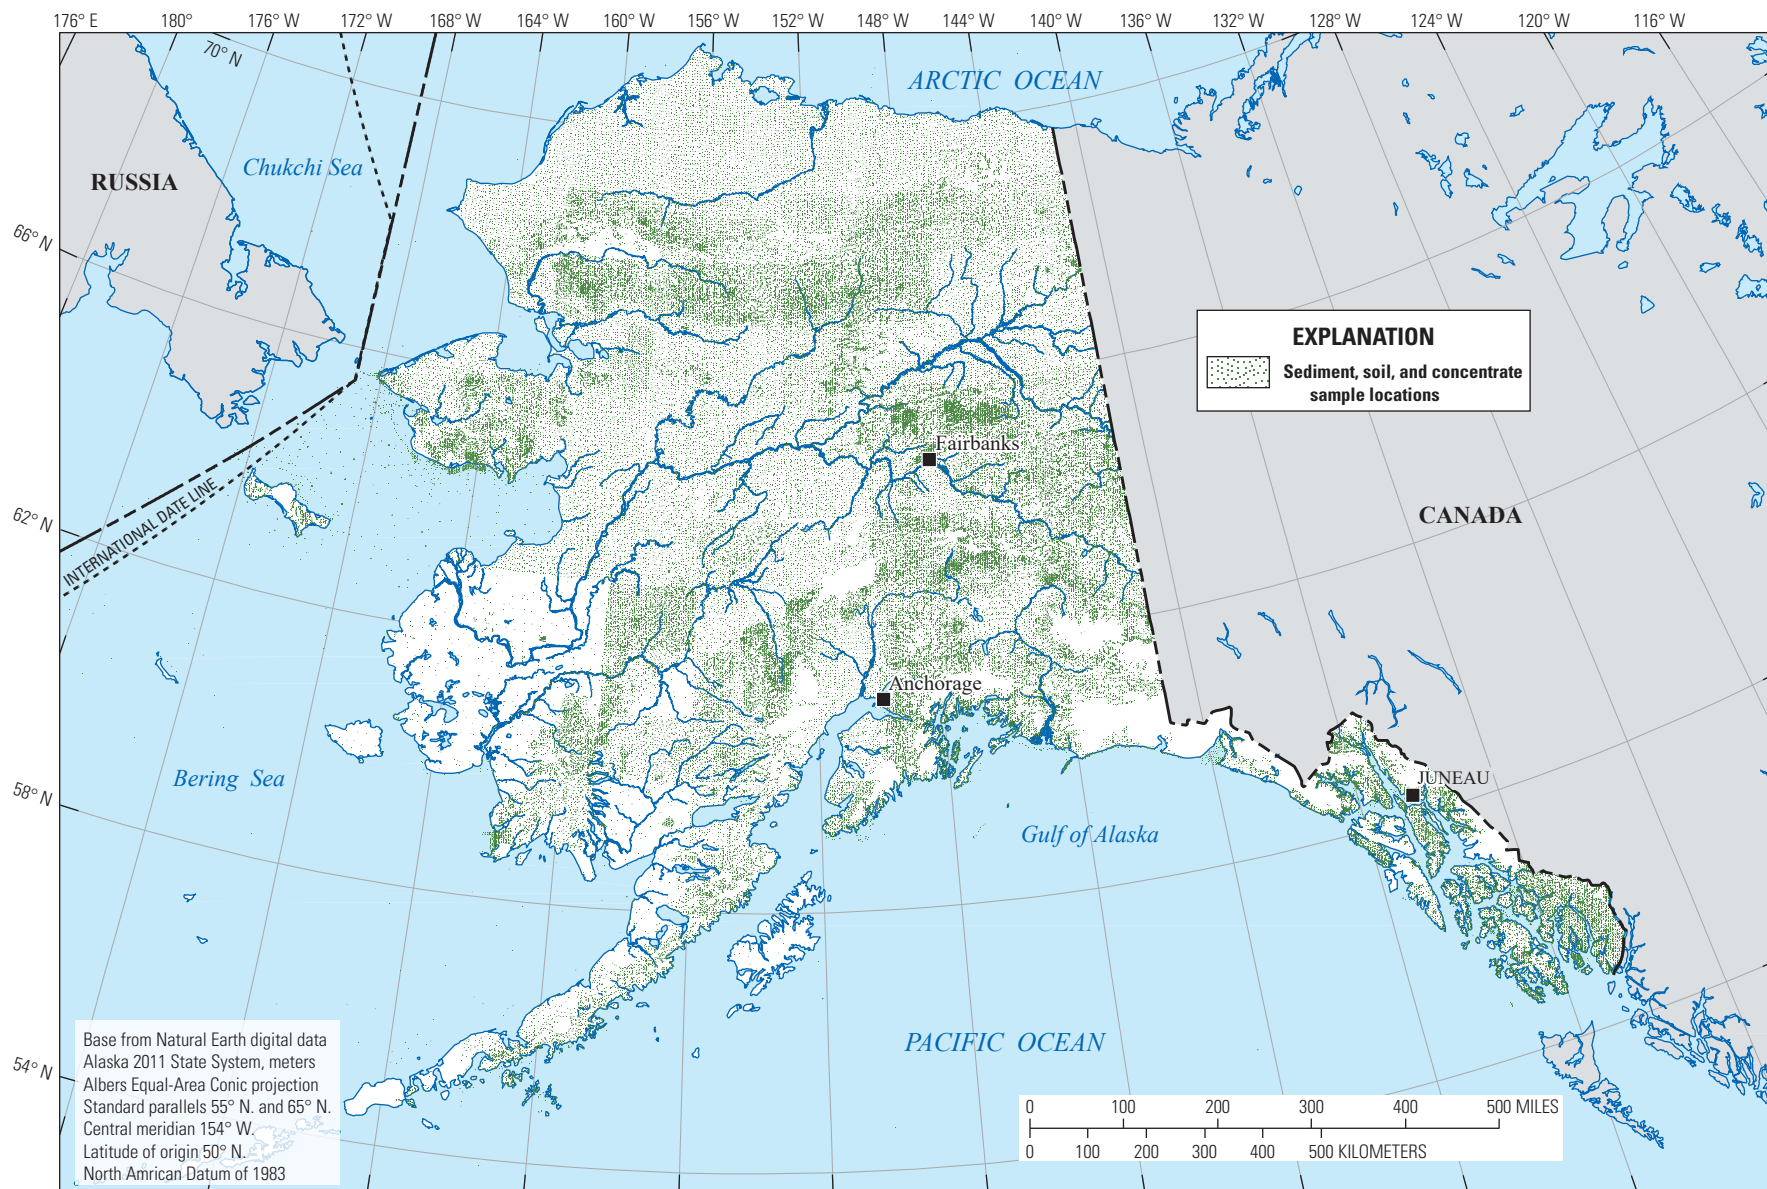 176° E 180° 176° W 172° W 168° W 164° W 160° W 156° W 152° W 148° W 144° W 140° W 136° W 132° W 128° W 124° W 120° W 116° W
70° N
ARCTIC OCEAN
Chukchi Sea
RUSSIA
66° N
EXPLANATION
Sediment, soil, and concentrate
sample locations
Fairbanks
INTERNATIONAL DATE LINE
62° N
CANADA
Anchorage
Bering Sea
JUNEAU
58° N
Gulf of Alaska
PACIFIC OCEAN
54° N
Base from Natural Earth digital data
Alaska 2011 State System, meters
Albers Equal-Area Conic projection
Standard parallels 55° N. and 65° N.
Central meridian 154° W.
Latitude of origin 50° N.
North Amrican Datum of 1983
0 100 200 300 400 500 MILES
0 100 200 300 400 500 KILOMETERS